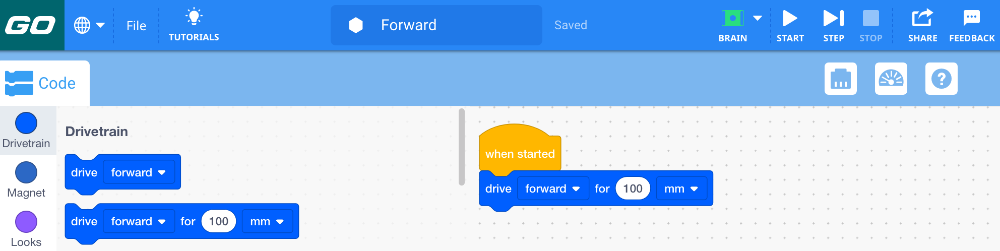 GO
File
TUTORIALS
Forward
Saved
BRAIN
START
STEP
STOP
SHARE
FEEDBACK
Code
Drivetrain
Magnet
Looks
Drivetrain
drive forward
drive forward for 100 mm
when started
drive forward for 100 mm